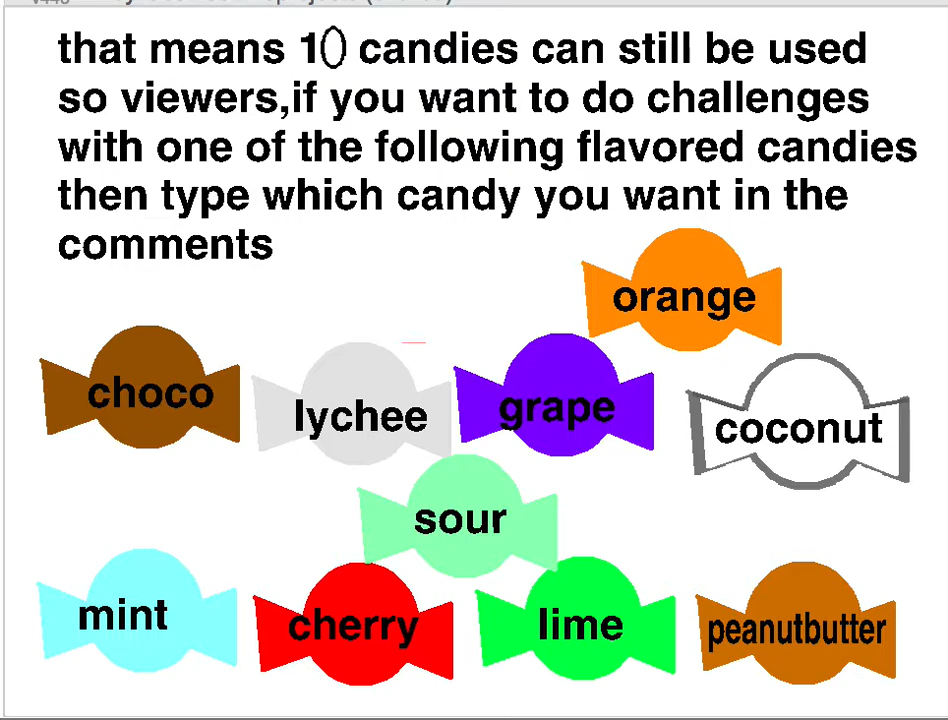 that means 10 candies can still be used
so viewers,if you want to do challenges
with one of the following flavored candies
then type which candy you want in the
comments
orange
choco
lychee
grape
coconut
sour
mint
cherry
lime
peanutbutter